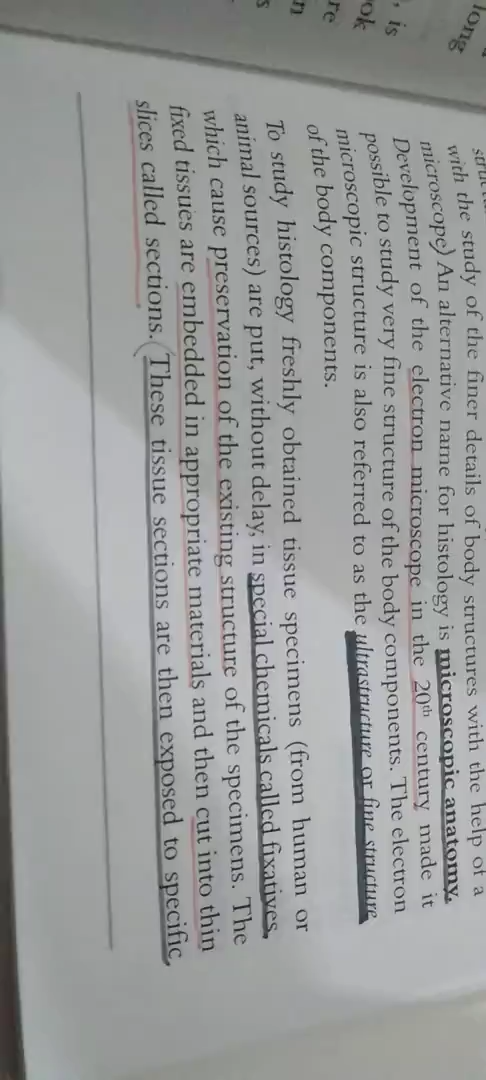 long
, is
ok
re
n
s
with the study of the finer details of body structures with the help of a
microscope) An alternative name for histology is microscopic anatomy.
Development of the electron microscope in the 20th century made it
possible to study very fine structure of the body components. The electron
microscopic structure is also referred to as the ultrastructure or fine structure
of the body components.
To study histology freshly obtained tissue specimens (from human or
animal sources) are put, without delay, in special chemicals called fixatives,
which cause preservation of the existing structure of the specimens. The
fixed tissues are embedded in appropriate materials and then cut into thin
slices called sections. (These tissue sections are then exposed to specific,